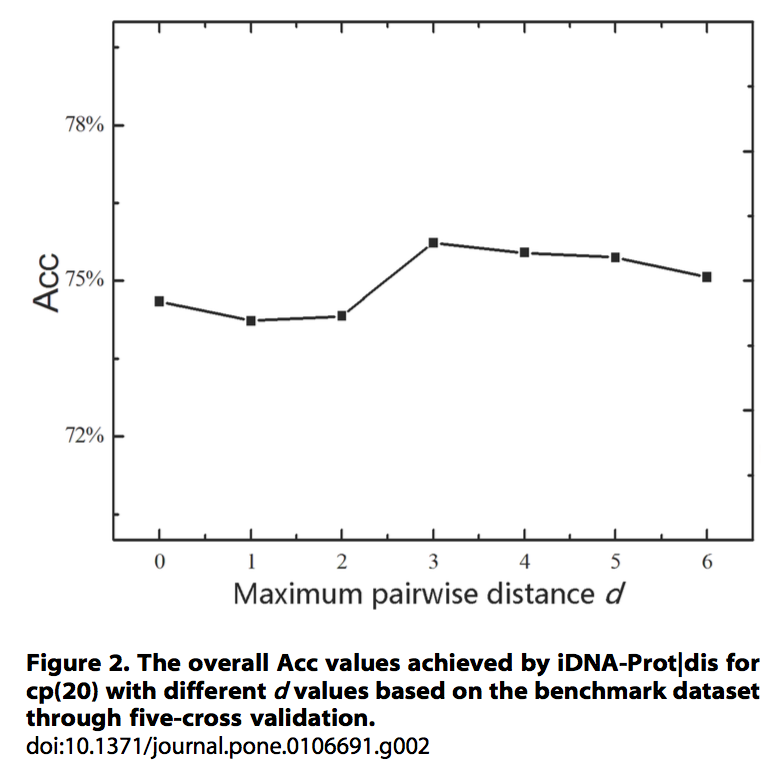 78%
75%
72%
Acc
0 1 2 3 4 5 6
Maximum pairwise distance d
Figure 2. The overall Acc values achieved by iDNA-Prot|dis for
cp(20) with different d values based on the benchmark dataset
through five-cross validation.
doi:10.1371/journal.pone.0106691.g002